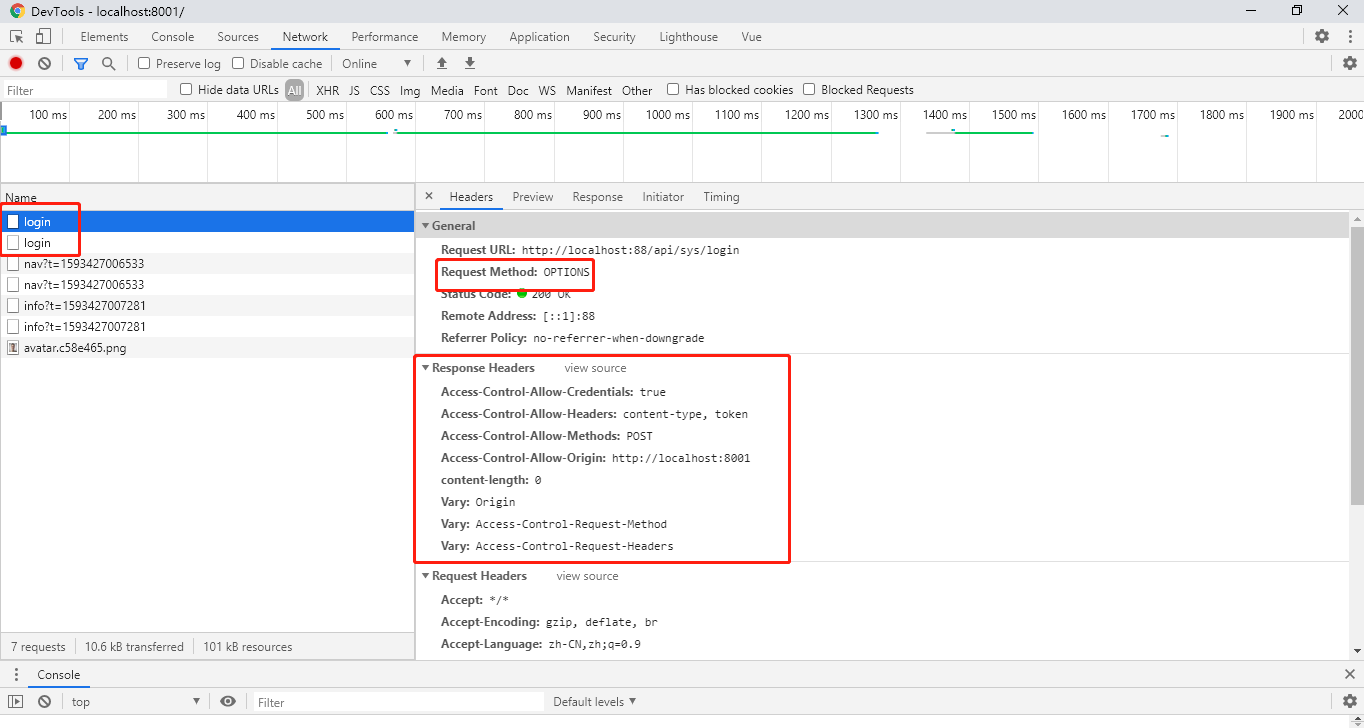 DevTools - localhost:8001/
Elements Console Sources Network Performance Memory Application Security Lighthouse Vue
Preserve log Disable cache Online
Filter Hide data URLs All XHR JS CSS Img Media Font Doc WS Manifest Other Has blocked cookies Blocked Requests
100 ms 200 ms 300 ms 400 ms 500 ms 600 ms 700 ms 800 ms 900 ms 1000 ms 1100 ms 1200 ms 1300 ms 1400 ms 1500 ms 1600 ms 1700 ms 1800 ms 1900 ms 2000
Name
login
login
nav?t=1593427006533
nav?t=1593427006533
info?t=1593427007281
info?t=1593427007281
avatar.c58e465.png
7 requests 10.6 kB transferred 101 kB resources
Headers Preview Response Initiator Timing
General
Request URL: http://localhost:88/api/sys/login
Request Method: OPTIONS
Status Code: 200 OK
Remote Address: [::1]:88
Referrer Policy: no-referrer-when-downgrade
Response Headers view source
Access-Control-Allow-Credentials: true
Access-Control-Allow-Headers: content-type, token
Access-Control-Allow-Methods: POST
Access-Control-Allow-Origin: http://localhost:8001
content-length: 0
Vary: Origin
Vary: Access-Control-Request-Method
Vary: Access-Control-Request-Headers
Request Headers view source
Accept: */*
Accept-Encoding: gzip, deflate, br
Accept-Language: zh-CN,zh;q=0.9
Console
top Filter Default levels